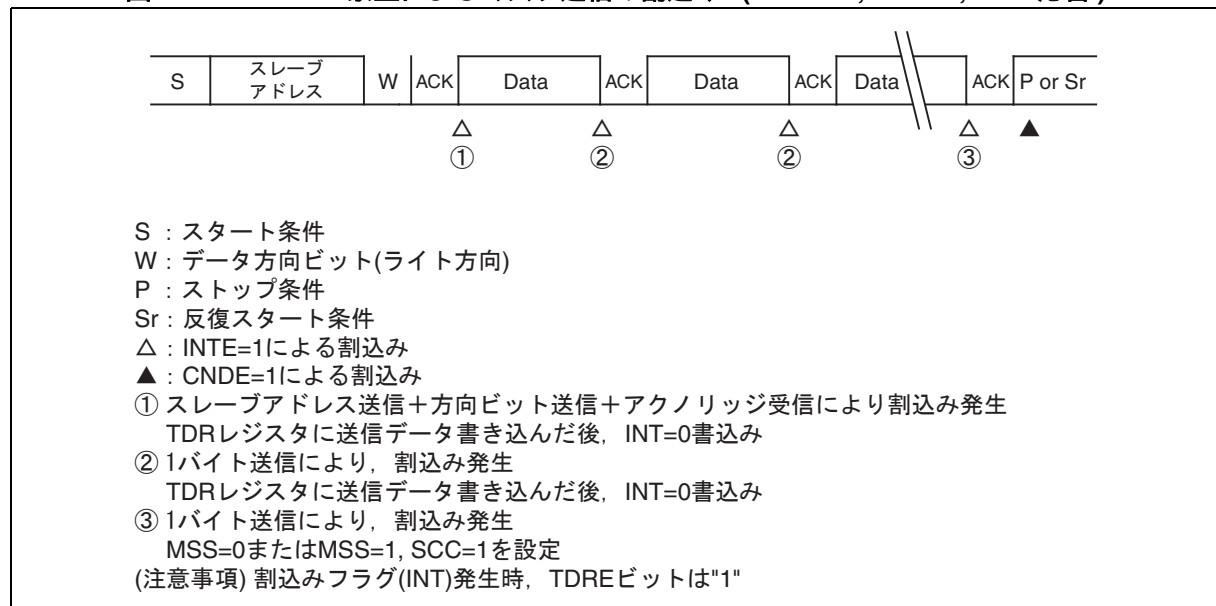 S スレーブ アドレス W ACK Data ACK Data ACK Data ACK P or Sr
△ △ △ △ ▲
① ② ② ③
S：スタート条件
W：データ方向ビット(ライト方向)
P：ストップ条件
Sr：反復スタート条件
△：INTE=1による割込み
▲：CNDE=1による割込み
① スレーブアドレス送信＋方向ビット送信＋アクノリッジ受信により割込み発生
TDRレジスタに送信データ書き込んだ後，INT=0書込み
② 1バイト送信により，割込み発生
TDRレジスタに送信データ書き込んだ後，INT=0書込み
③ 1バイト送信により，割込み発生
MSS=0またはMSS=1, SCC=1を設定
(注意事項) 割込みフラグ(INT)発生時，TDREビットは"1"